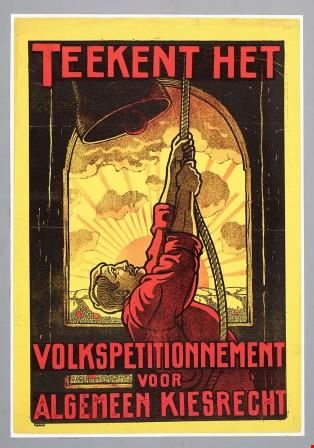 TEEKENT HET
VOLKSPETITIONNEMENT
VOOR
ALGEMEEN KIESRECHT